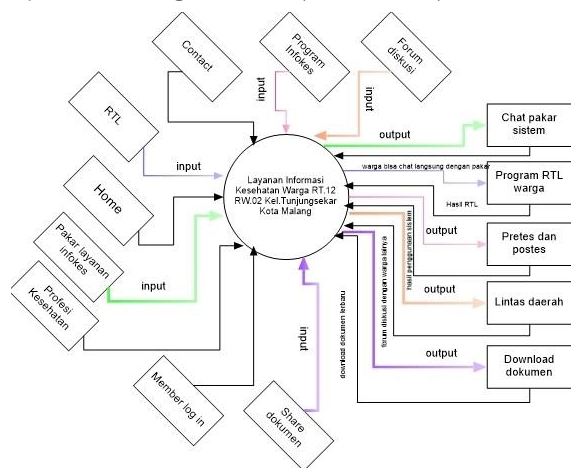 Contact
Program
Infokes
Forum
diskusi
input
input
RTL
input
output
Chat pakar
sistem
warga bisa chat langsung dengan pakar
Layanan Informasi
Kesehatan Warga RT.12
RW.02 Kel.Tunjungsekar
Kota Malang
Program RTL
warga
Hasil RTL
Home
output
Pretes dan
postes
Pakar layanan
infokes
input
Profesi
Kesehatan
hasil penggunaan sistem
output
Lintas daerah
forum diskusi dengan warga lainya
download dokumen terbaru
output
Download
dokumen
input
Member log in
Share
dokumen